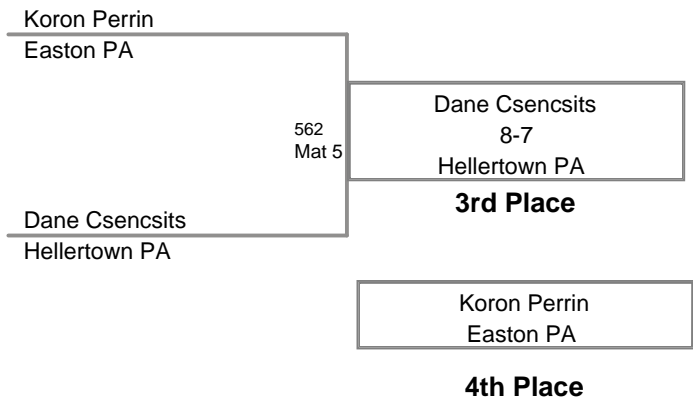 Koron Perrin
Easton PA
562
Mat 5
Dane Csencsits
8-7
Hellertown PA
3rd Place
Dane Csencsits
Hellertown PA
Koron Perrin
Easton PA
4th Place